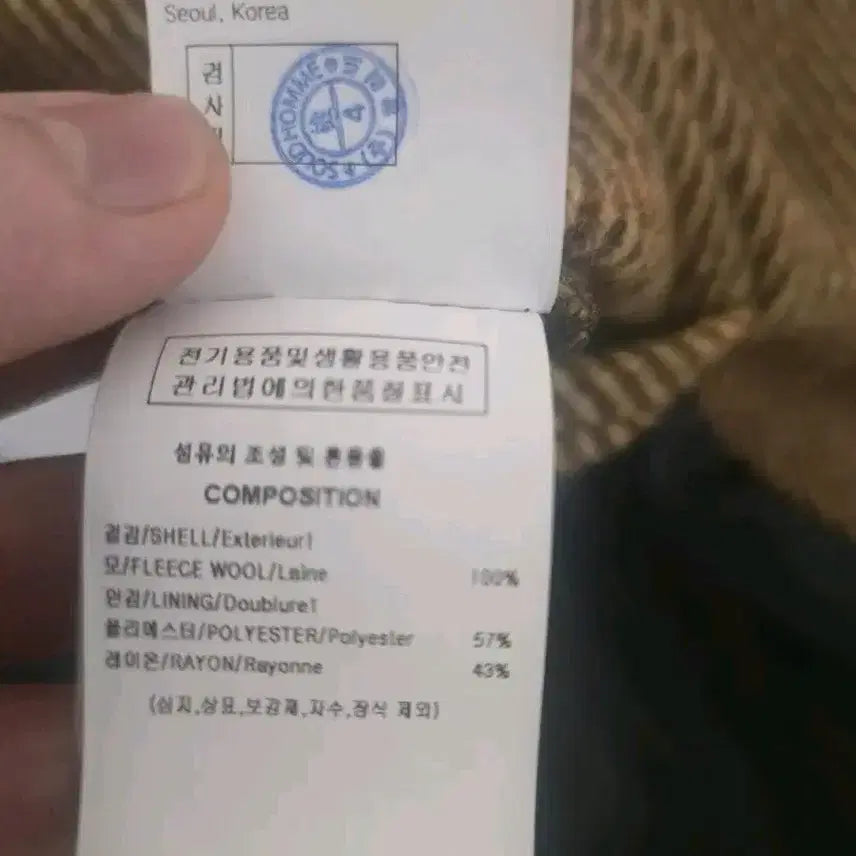 Seoul, Korea
검
사
SOLID HOMME
전기용품및생활용품안전
관리법에의한품질표시
섬유의 조성 및 혼용율
COMPOSITION
겉감/SHELL/Exterieur1
모/FLEECE WOOL/Laine 100%
안감/LINING/Doublure1
폴리에스터/POLYESTER/Polyester 57%
레이온/RAYON/Rayonne 43%
(심지,상표,보강재,자수,장식 제외)